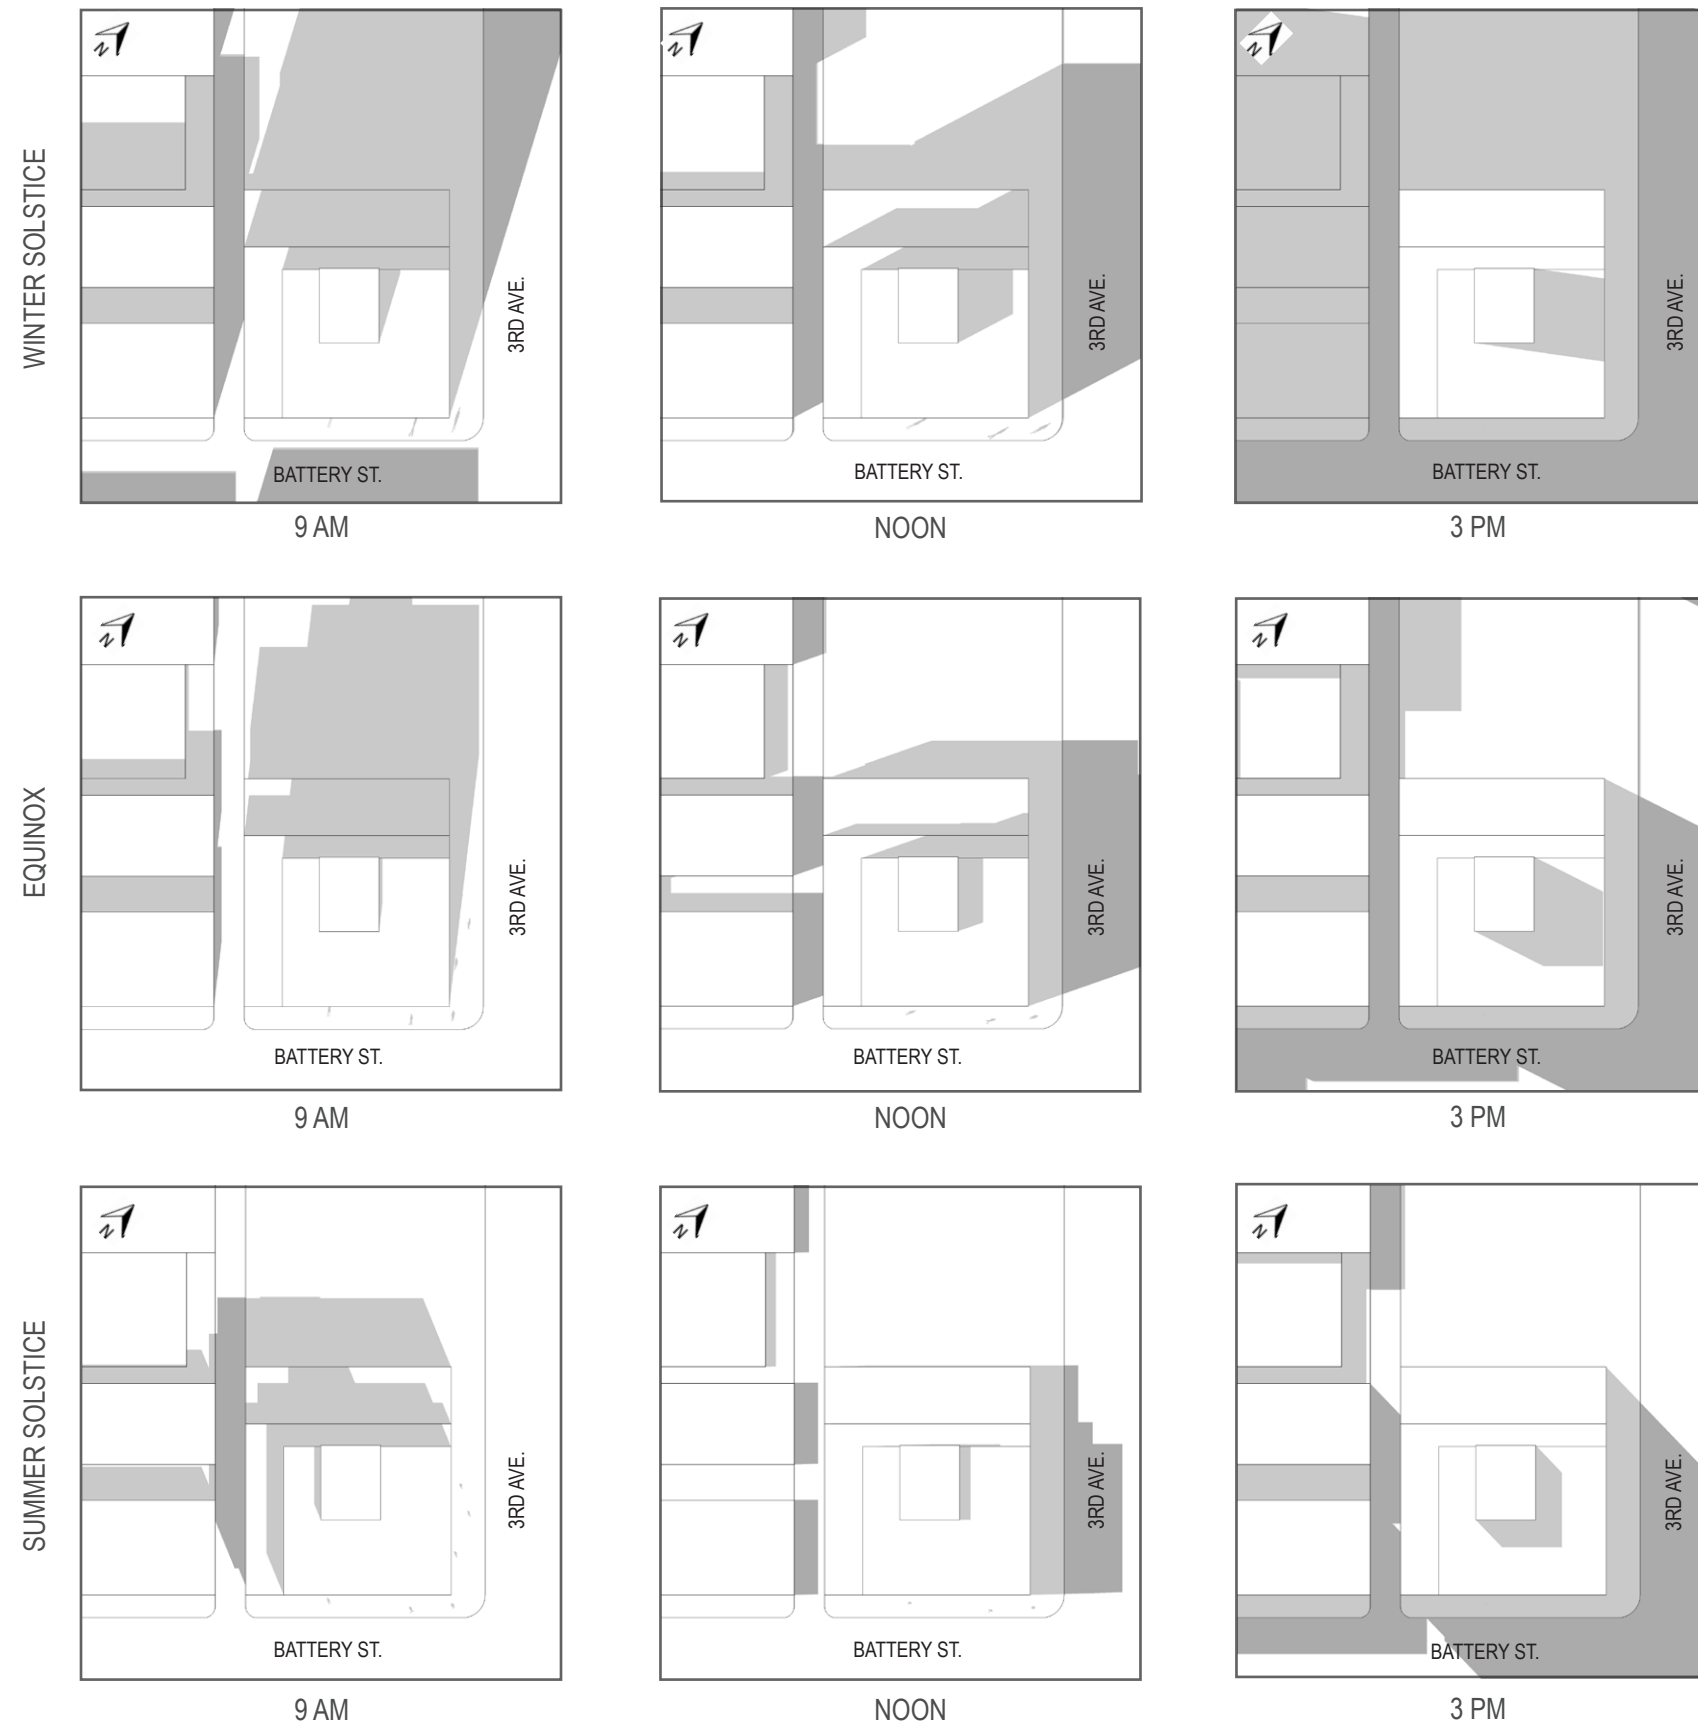 WINTER SOLSTICE
N
N
N
3RD AVE.
3RD AVE.
3RD AVE.
BATTERY ST.
BATTERY ST.
BATTERY ST.
9 AM
NOON
3 PM
EQUINOX
N
N
N
3RD AVE.
3RD AVE.
3RD AVE.
BATTERY ST.
BATTERY ST.
BATTERY ST.
9 AM
NOON
3 PM
SUMMER SOLSTICE
N
N
N
3RD AVE.
3RD AVE.
3RD AVE.
BATTERY ST.
BATTERY ST.
BATTERY ST.
9 AM
NOON
3 PM